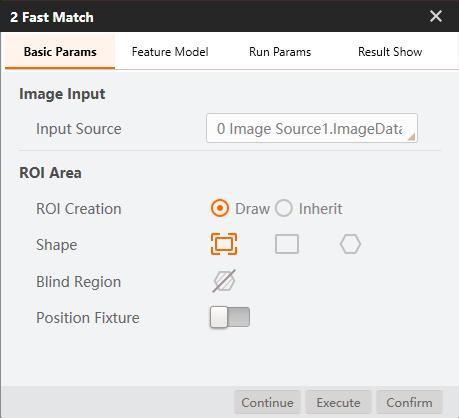 2 Fast Match
Basic Params Feature Model Run Params Result Show
Image Input
Input Source 0 Image Source1.ImageData
ROI Area
ROI Creation Draw Inherit
Shape
Blind Region
Position Fixture
Continue Execute Confirm